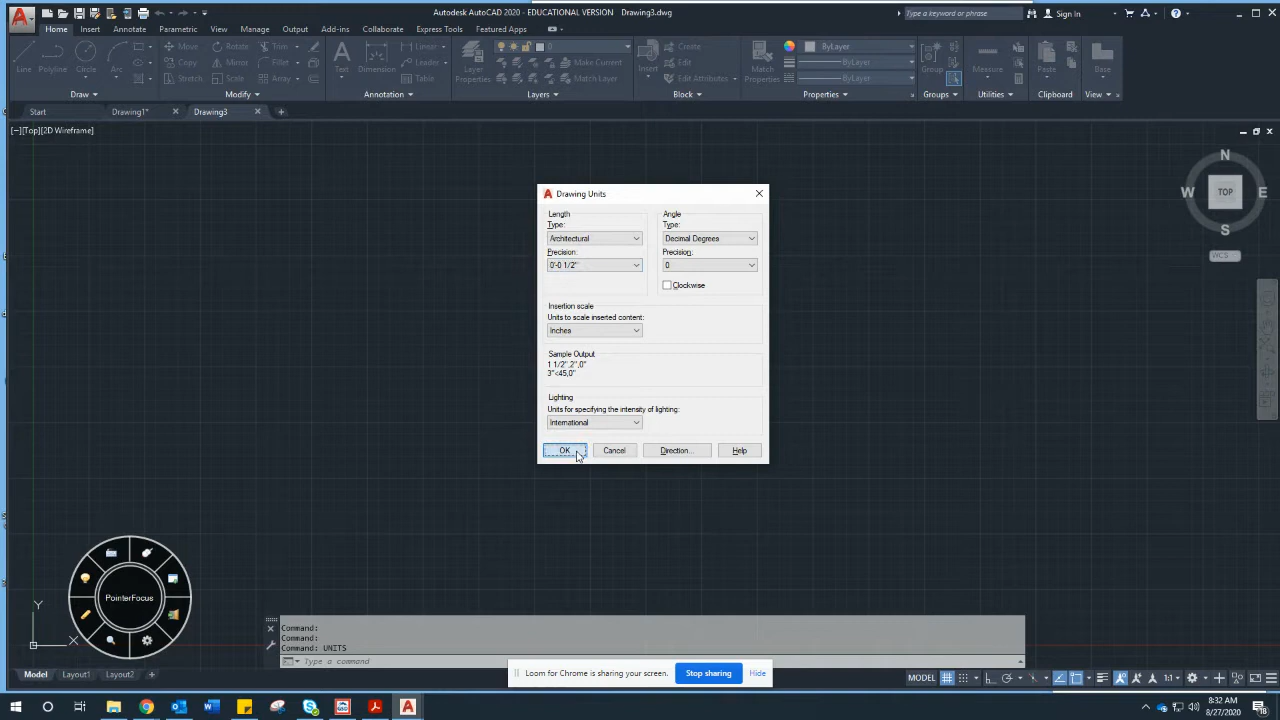 Autodesk AutoCAD 2020 - EDUCATIONAL VERSION Drawing3.dwg
Type a keyword or phrase
Sign In
Home Insert Annotate Parametric View Manage Output Add-ins Collaborate Express Tools Featured Apps
Line Polyline Circle Arc
Move Rotate Trim
Copy Mirror Fillet
Stretch Scale Array
Text Dimension
Linear
Leader
Table
Layer Properties
0
Make Current
Match Layer
Insert
Create
Edit
Edit Attributes
Match Properties
ByLayer
ByLayer
ByLayer
Group
Measure
Paste
Base
Draw Modify Annotation Layers Block Properties Groups Utilities Clipboard View
Start Drawing1* Drawing3
[−][Top][2D Wireframe]
N
W TOP E
S
WCS
Drawing Units
Length
Type:
Architectural
Precision:
0'-0 1/2"
Angle
Type:
Decimal Degrees
Precision:
0
Clockwise
Insertion scale
Units to scale inserted content:
Inches
Sample Output
1 1/2",2",0"
3"<45,0"
Lighting
Units for specifying the intensity of lighting:
International
OK Cancel Direction... Help
PointerFocus
Y
X
Command:
Command:
Command: UNITS
Type a command
Model Layout1 Layout2
Loom for Chrome is sharing your screen. Stop sharing Hide
MODEL
1:1
8:32 AM
8/27/2020